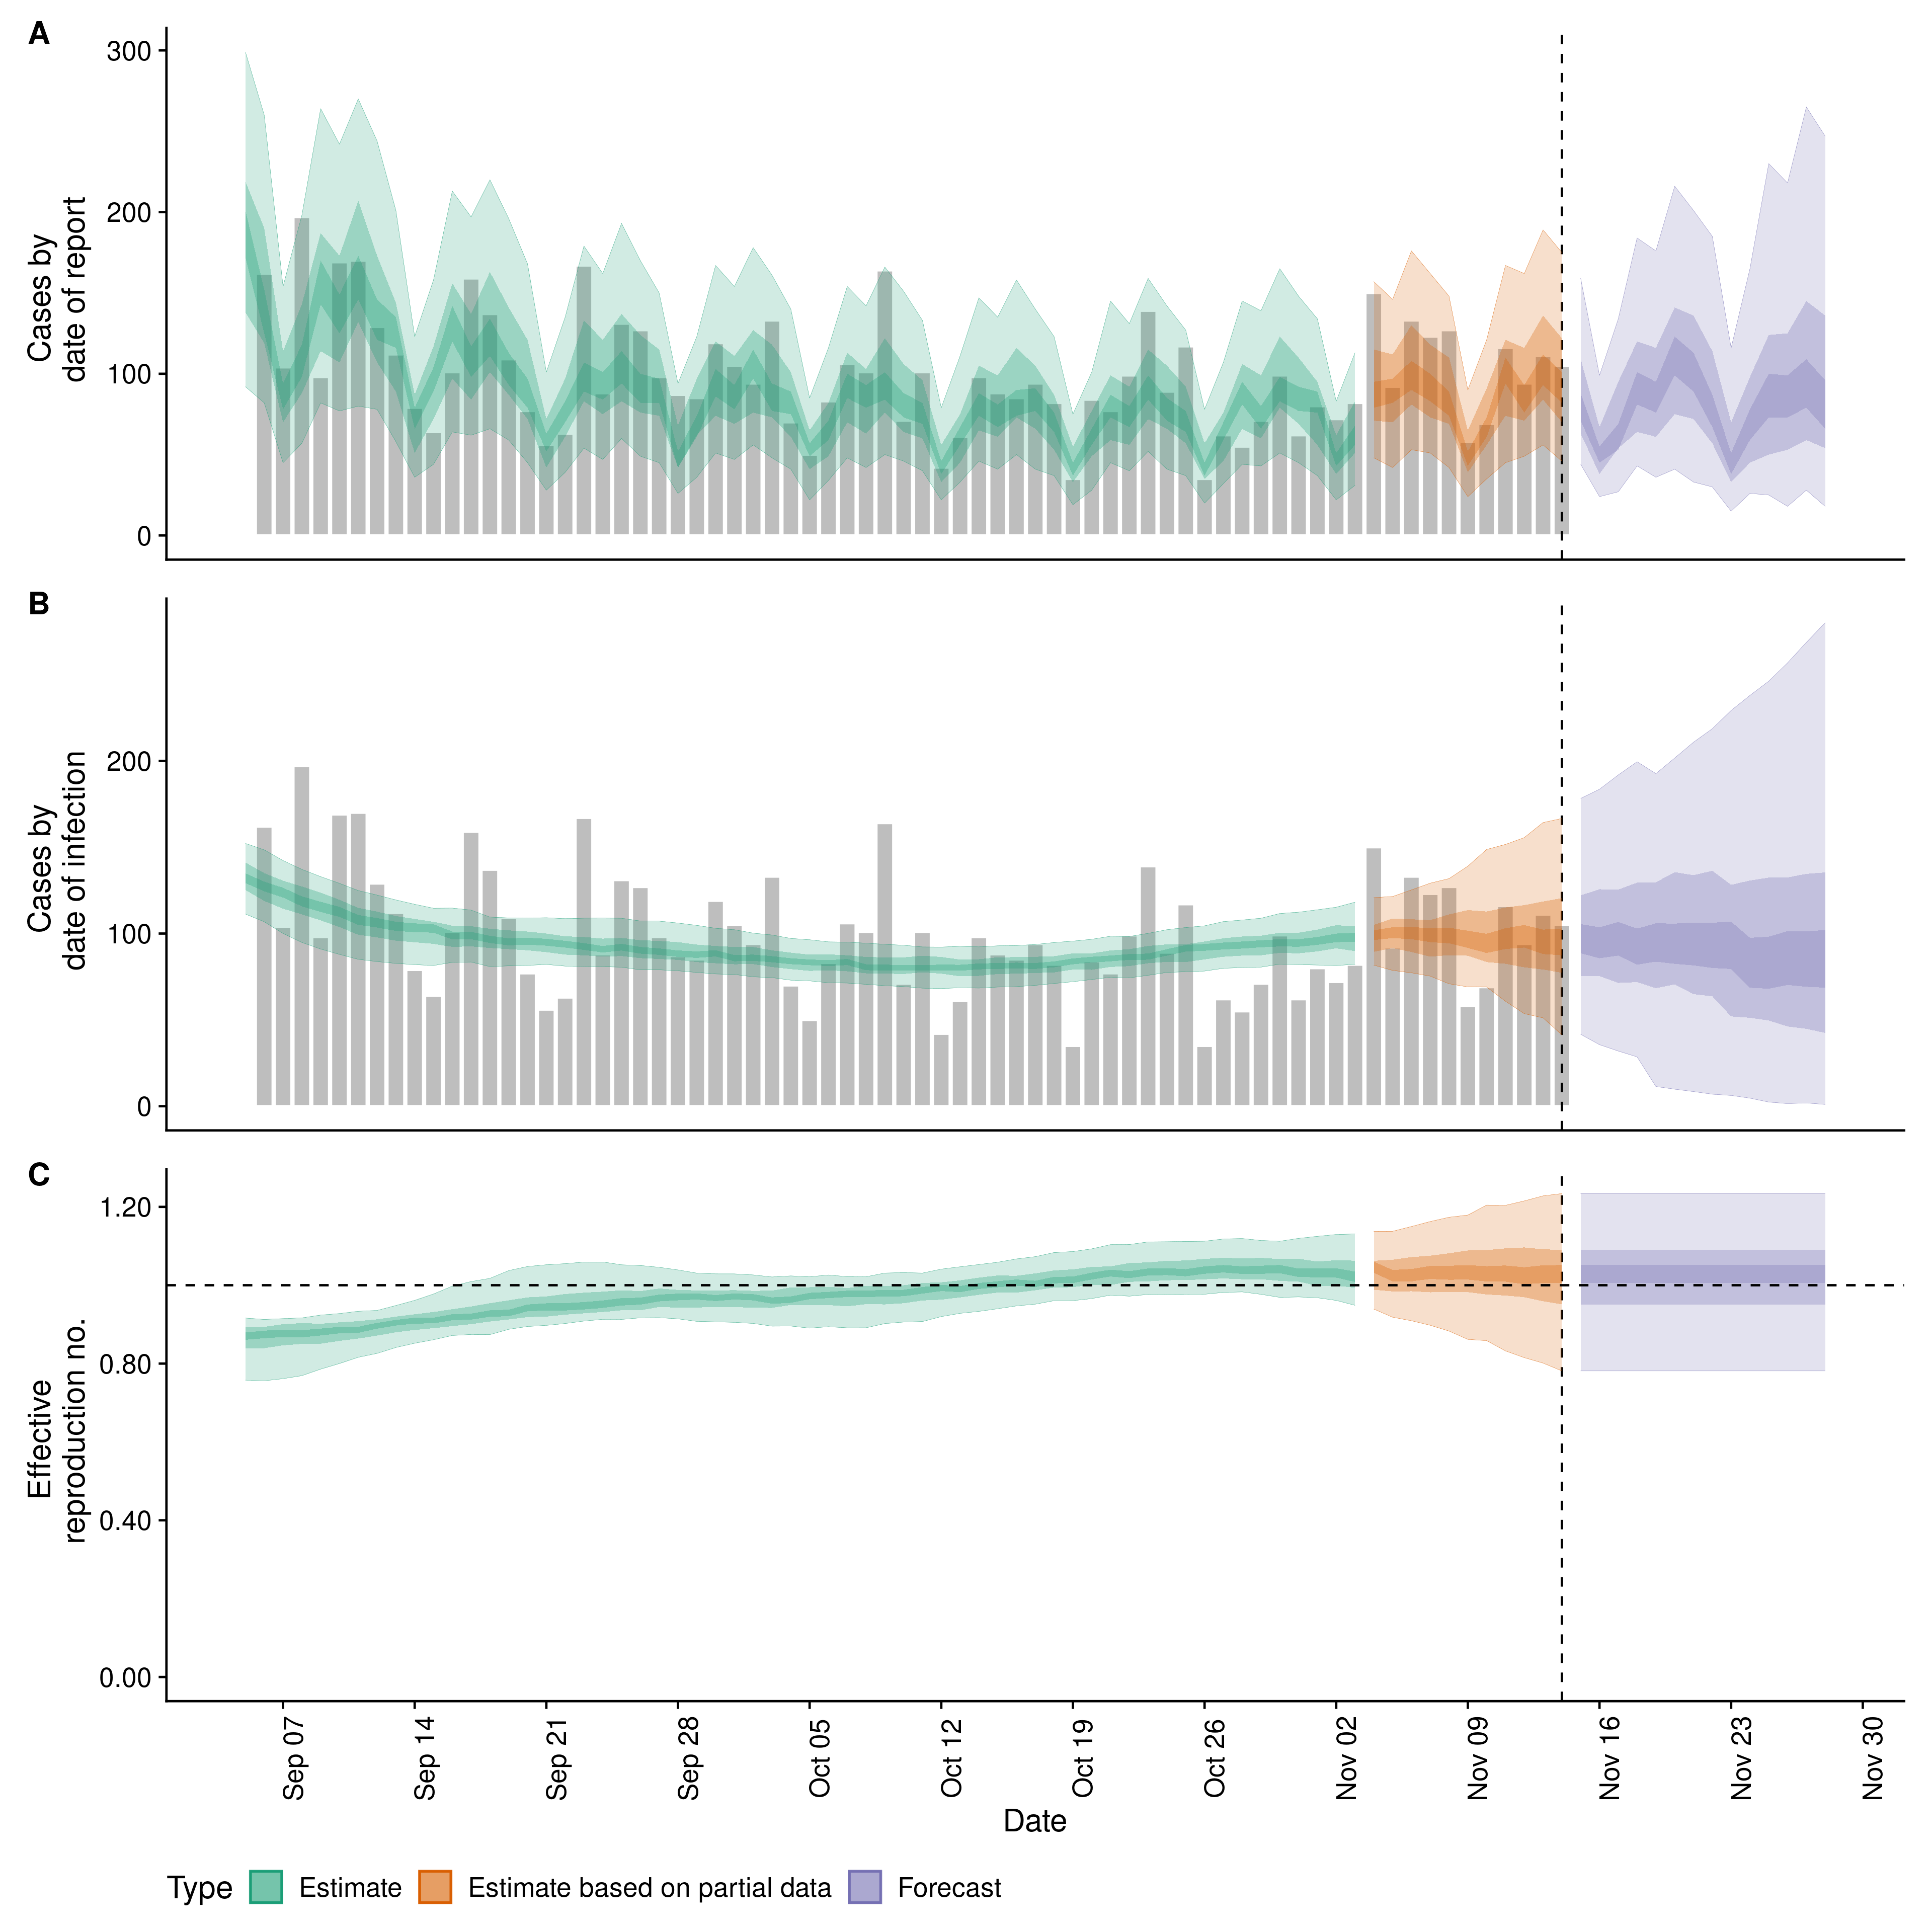 A
300
200
100
0
Cases by
date of report
B
200
100
0
Cases by
date of infection
C
1.20
0.80
0.40
0.00
Effective
reproduction no.
Sep 07
Sep 14
Sep 21
Sep 28
Oct 05
Oct 12
Oct 19
Oct 26
Nov 02
Nov 09
Nov 16
Nov 23
Nov 30
Date
Type Estimate Estimate based on partial data Forecast